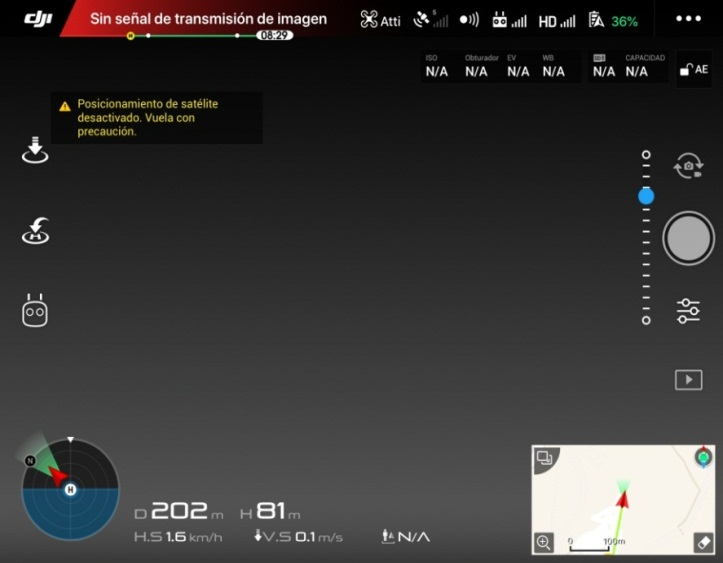 dji
Sin señal de transmisión de imagen
Atti
S
HD
36%
08:29
ISO
N/A
Obturador
N/A
EV
N/A
WB
N/A
N/A
CAPACIDAD
N/A
AE
Posicionamiento de satélite
desactivado. Vuela con
precaución.
H
N
H
D 202 m H 81 m
H.S 1.6 km/h V.S 0.1 m/s N/A
0 100m